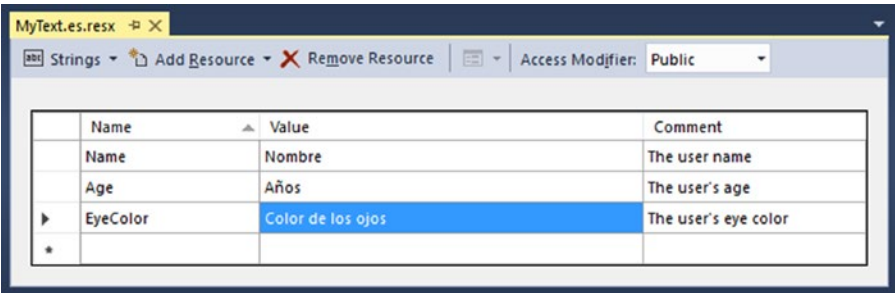 MyText.es.resx
abc Strings Add Resource Remove Resource Access Modifier: Public
Name Value Comment
Name Nombre The user name
Age Años The user's age
EyeColor Color de los ojos The user's eye color
*